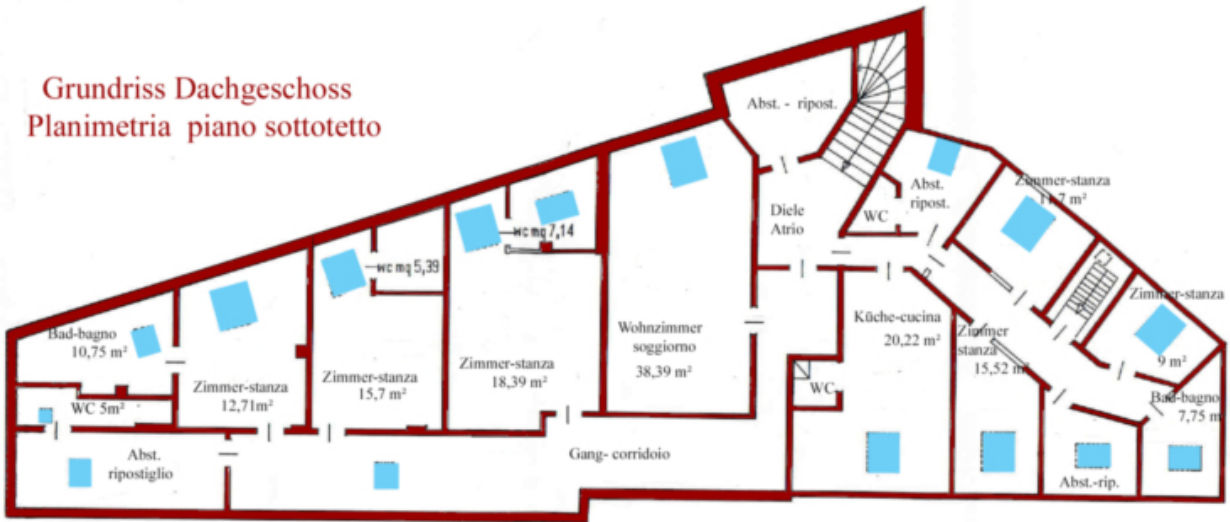 Grundriss Dachgeschoss
Planimetria piano sottotetto
Abst. - ripost.
Zimmer-stanza
11,7 m²
Abst.
ripost.
WC
Diele
Atrio
wc mq 7,14
wc mq 5,39
Zimmer-stanza
9 m²
Bad-bagno
10,75 m²
Wohnzimmer
soggiorno
38,39 m²
Küche-cucina
20,22 m²
Zimmer
stanza
15,52 m²
Zimmer-stanza
18,39 m²
Zimmer-stanza
15,7 m²
Zimmer-stanza
12,71m²
WC
Bad-bagno
7,75 m
WC 5m²
Abst.
ripostiglio
Gang- corridoio
Abst.-rip.